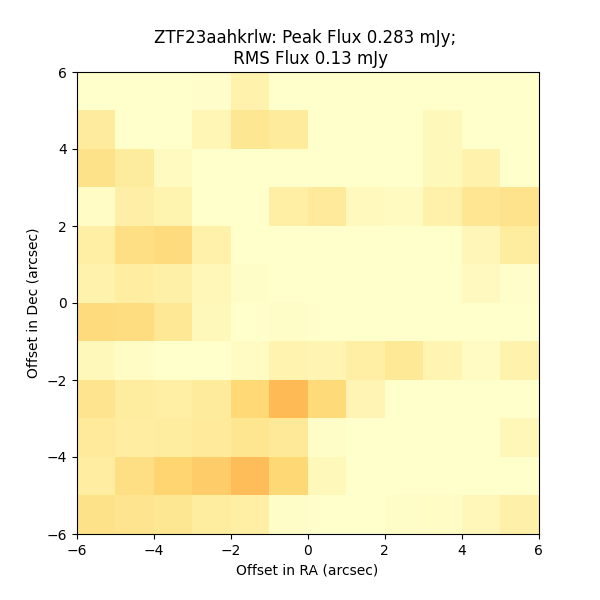 ZTF23aahkrlw: Peak Flux 0.283 mJy;
RMS Flux 0.13 mJy
6
4
2
0
−2
−4
−6
Offset in Dec (arcsec)
−6 −4 −2 0 2 4 6
Offset in RA (arcsec)